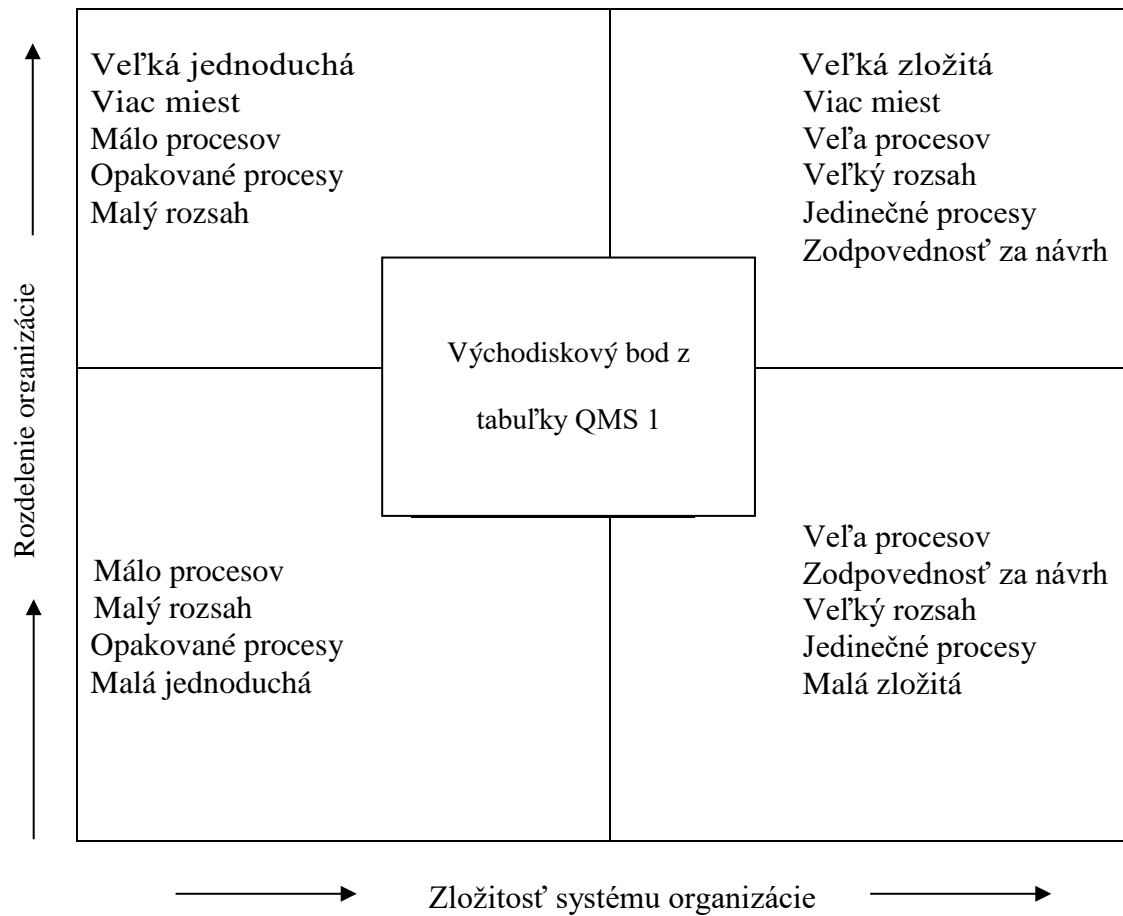 Veľká jednoduchá
Viac miest
Málo procesov
Opakované procesy
Malý rozsah
Veľká zložitá
Viac miest
Veľa procesov
Veľký rozsah
Jedinečné procesy
Zodpovednosť za návrh
Rozdelenie organizácie
Východiskový bod z
tabuľky QMS 1
Málo procesov
Malý rozsah
Opakované procesy
Malá jednoduchá
Veľa procesov
Zodpovednosť za návrh
Veľký rozsah
Jedinečné procesy
Malá zložitá
Zložitosť systému organizácie